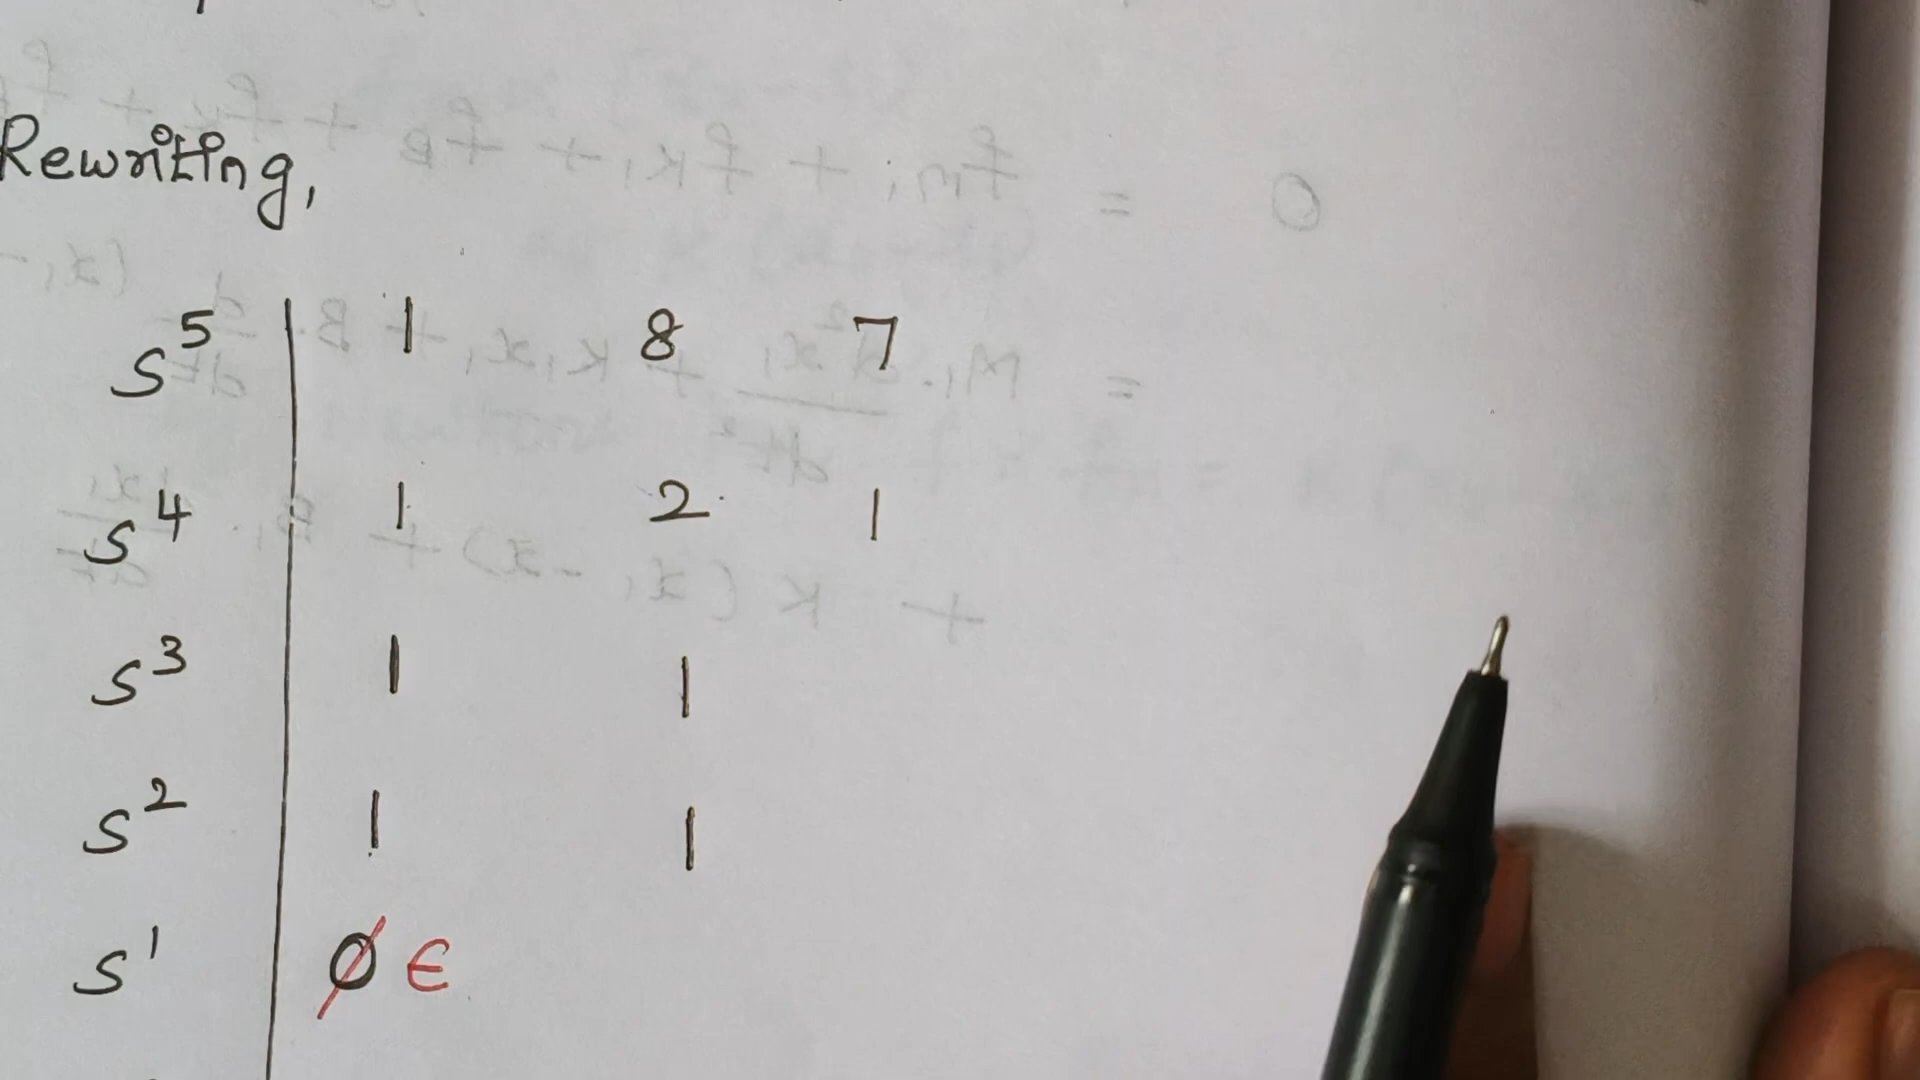 Rewriting,
s⁵ | 1 8 7
s⁴ | 1 2 1
s³ | 1 1
s² | 1 1
s¹ | 0 ϵ